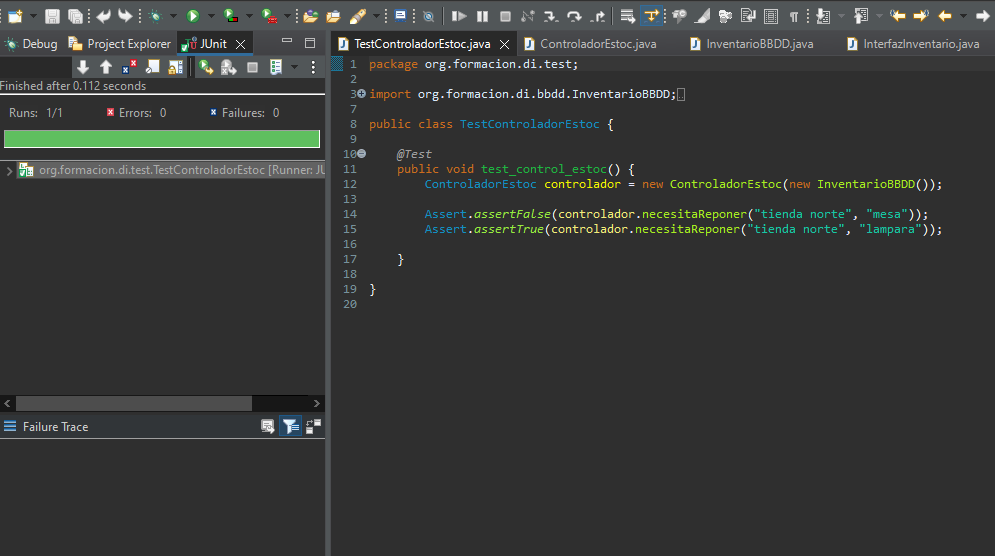 Debug Project Explorer JUnit
Finished after 0.112 seconds
Runs: 1/1 Errors: 0 Failures: 0
org.formacion.di.test.TestControladorEstoc [Runner: JU
Failure Trace
TestControladorEstoc.java ControladorEstoc.java InventarioBBDD.java InterfazInventario.java
1 package org.formacion.di.test;
2
3 import org.formacion.di.bbdd.InventarioBBDD;
7
8 public class TestControladorEstoc {
9
10 @Test
11 public void test_control_estoc() {
12 ControladorEstoc controlador = new ControladorEstoc(new InventarioBBDD());
13
14 Assert.assertFalse(controlador.necesitaReponer("tienda norte", "mesa"));
15 Assert.assertTrue(controlador.necesitaReponer("tienda norte", "lampara"));
16
17 }
18
19 }
20